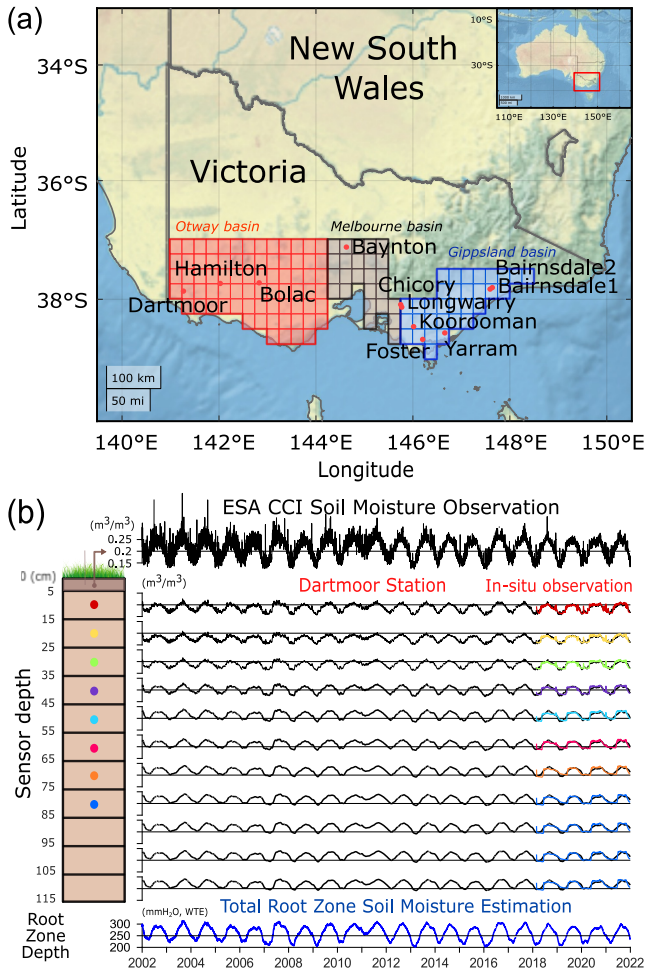 (a)
New South
Wales
Victoria
10°S
30°S
1000 km
500 mi
110°E 130°E 150°E
34°S
36°S
38°S
Latitude
Otway basin
Melbourne basin
Gippsland basin
Baynton
Hamilton
Bolac
Dartmoor
Chicory
Longwarry
Bairnsdale2
Bairnsdale1
Koorooman
Foster
Yarram
100 km
50 mi
140°E 142°E 144°E 146°E 148°E 150°E
Longitude
(b)
ESA CCI Soil Moisture Observation
(m³/m³)
0.25
0.2
0.15
(cm)
(m³/m³)
Dartmoor Station
In-situ observation
5
15
25
35
45
55
65
75
85
95
105
115
Sensor depth
Root
Zone
Depth
(mmH₂O, WTE)
Total Root Zone Soil Moisture Estimation
300
250
200
2002 2004 2006 2008 2010 2012 2014 2016 2018 2020 2022